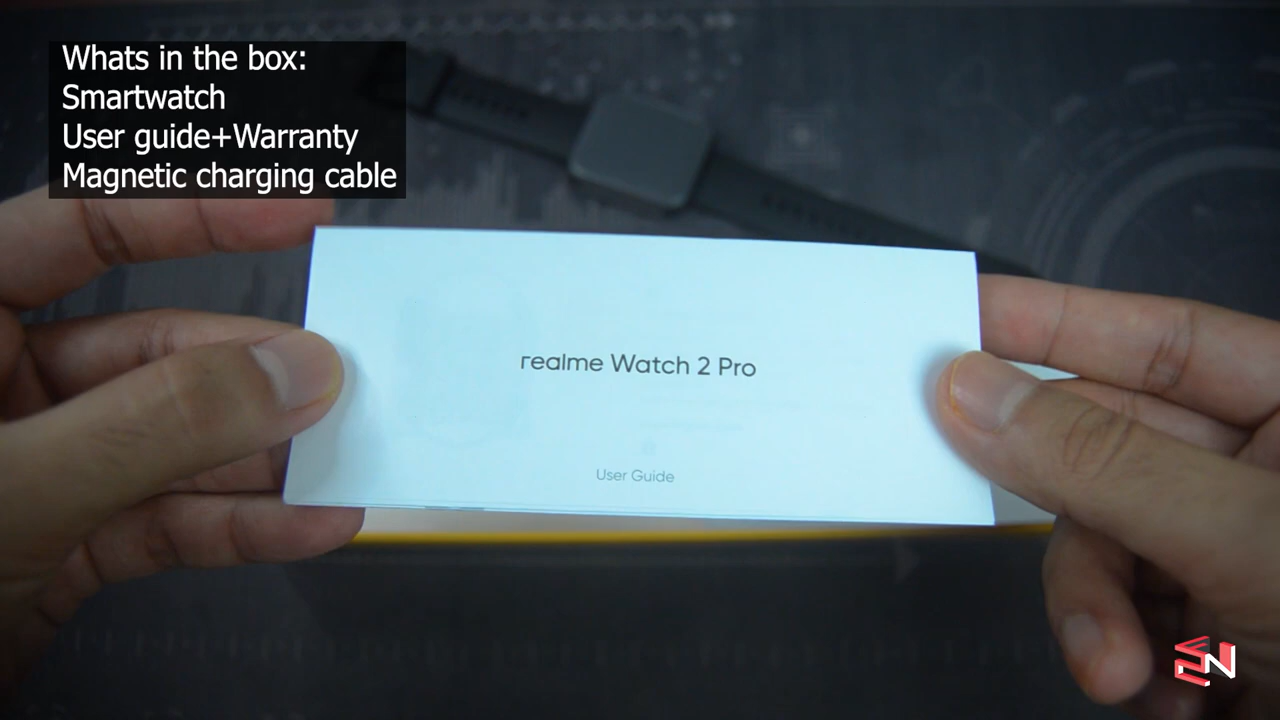 Whats in the box:
Smartwatch
User guide+Warranty
Magnetic charging cable
realme Watch 2 Pro
User Guide